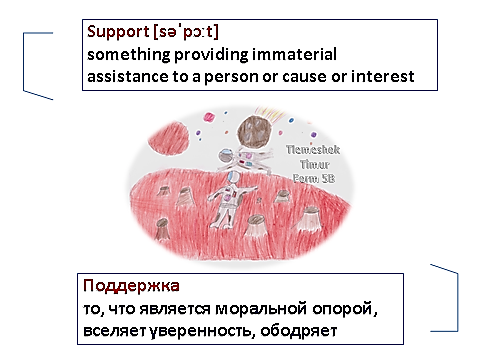 Support [səˈpɔːt]
something providing immaterial
assistance to a person or cause or interest
Tlemeshok
Timur
Form 5B
Поддержка
то, что является моральной опорой,
вселяет уверенность, ободряет